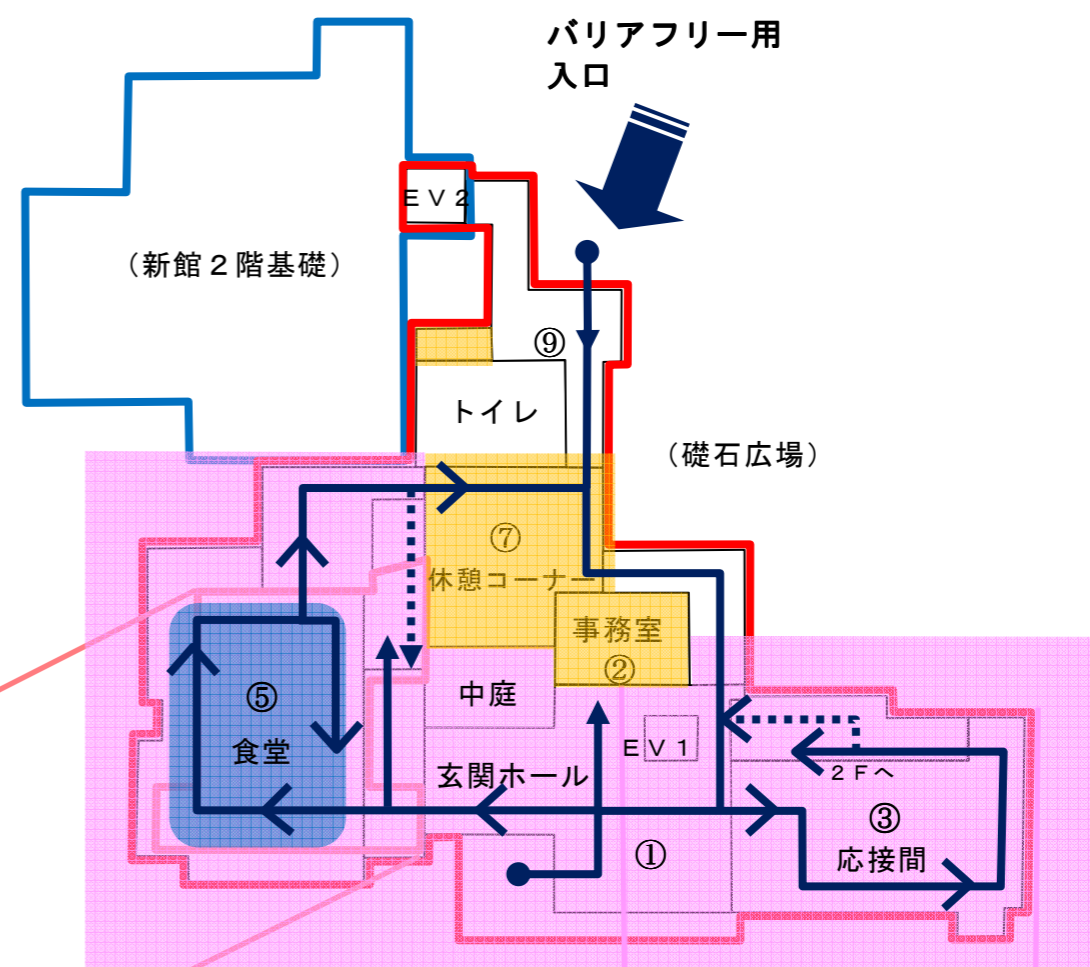 バリアフリー用
入口
ＥＶ２
（新館２階基礎）
⑨
トイレ
（礎石広場）
⑦
休憩コーナー
事務室
②
中庭
⑤
食堂
ＥＶ１
玄関ホール
２Ｆへ
③
応接間
①